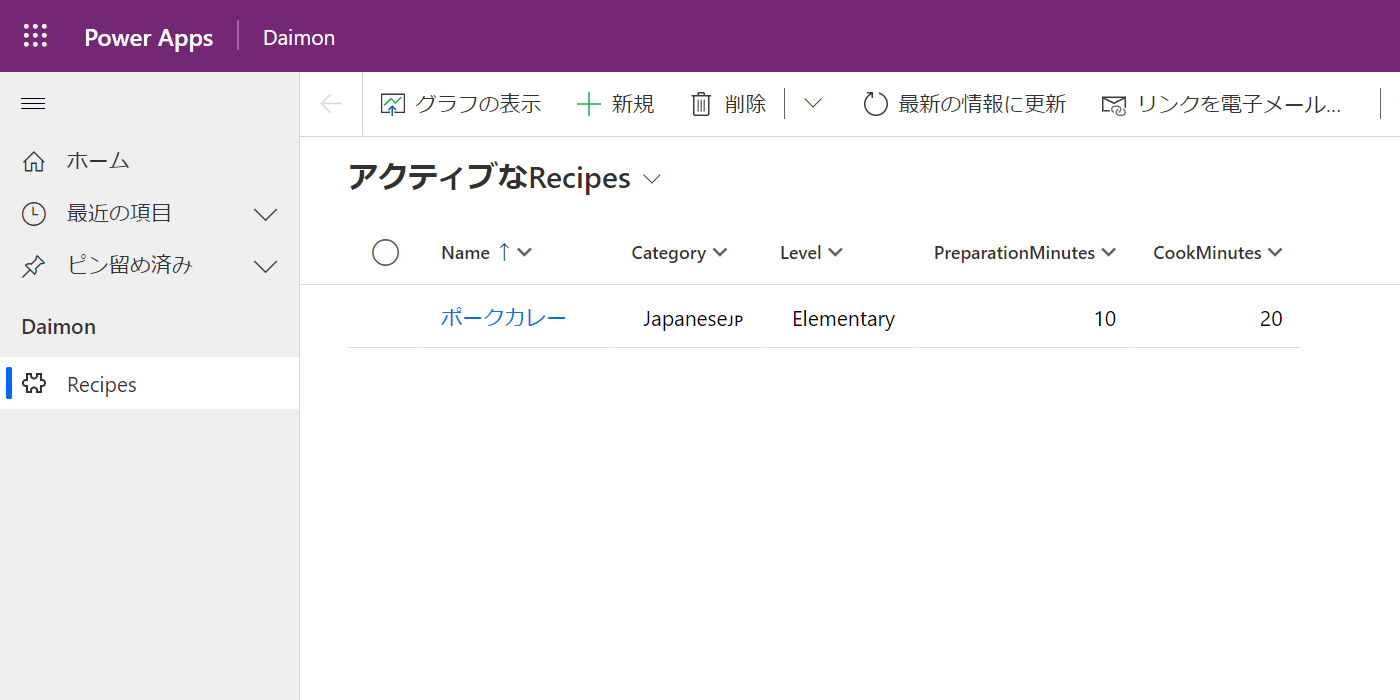 Power Apps Daimon
グラフの表示 新規 削除 最新の情報に更新 リンクを電子メール...
ホーム
最近の項目
ピン留め済み
Daimon
Recipes
アクティブなRecipes
Name ↑ Category Level PreparationMinutes CookMinutes
ポークカレー Japanese🇯🇵 Elementary 10 20